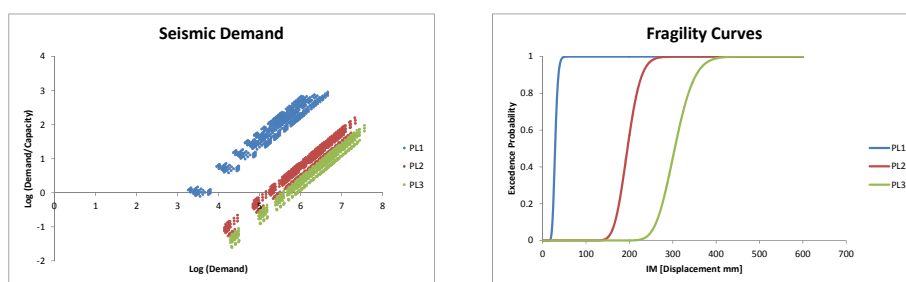 Seismic Demand
Log (Demand/Capacity)
4
3
2
1
0
-1
-2
0 1 2 3 4 5 6 7 8
Log (Demand)
PL1
PL2
PL3
Fragility Curves
Excedence Probability
1
0.8
0.6
0.4
0.2
0
0 100 200 300 400 500 600 700
IM [Displacement mm]
PL1
PL2
PL3